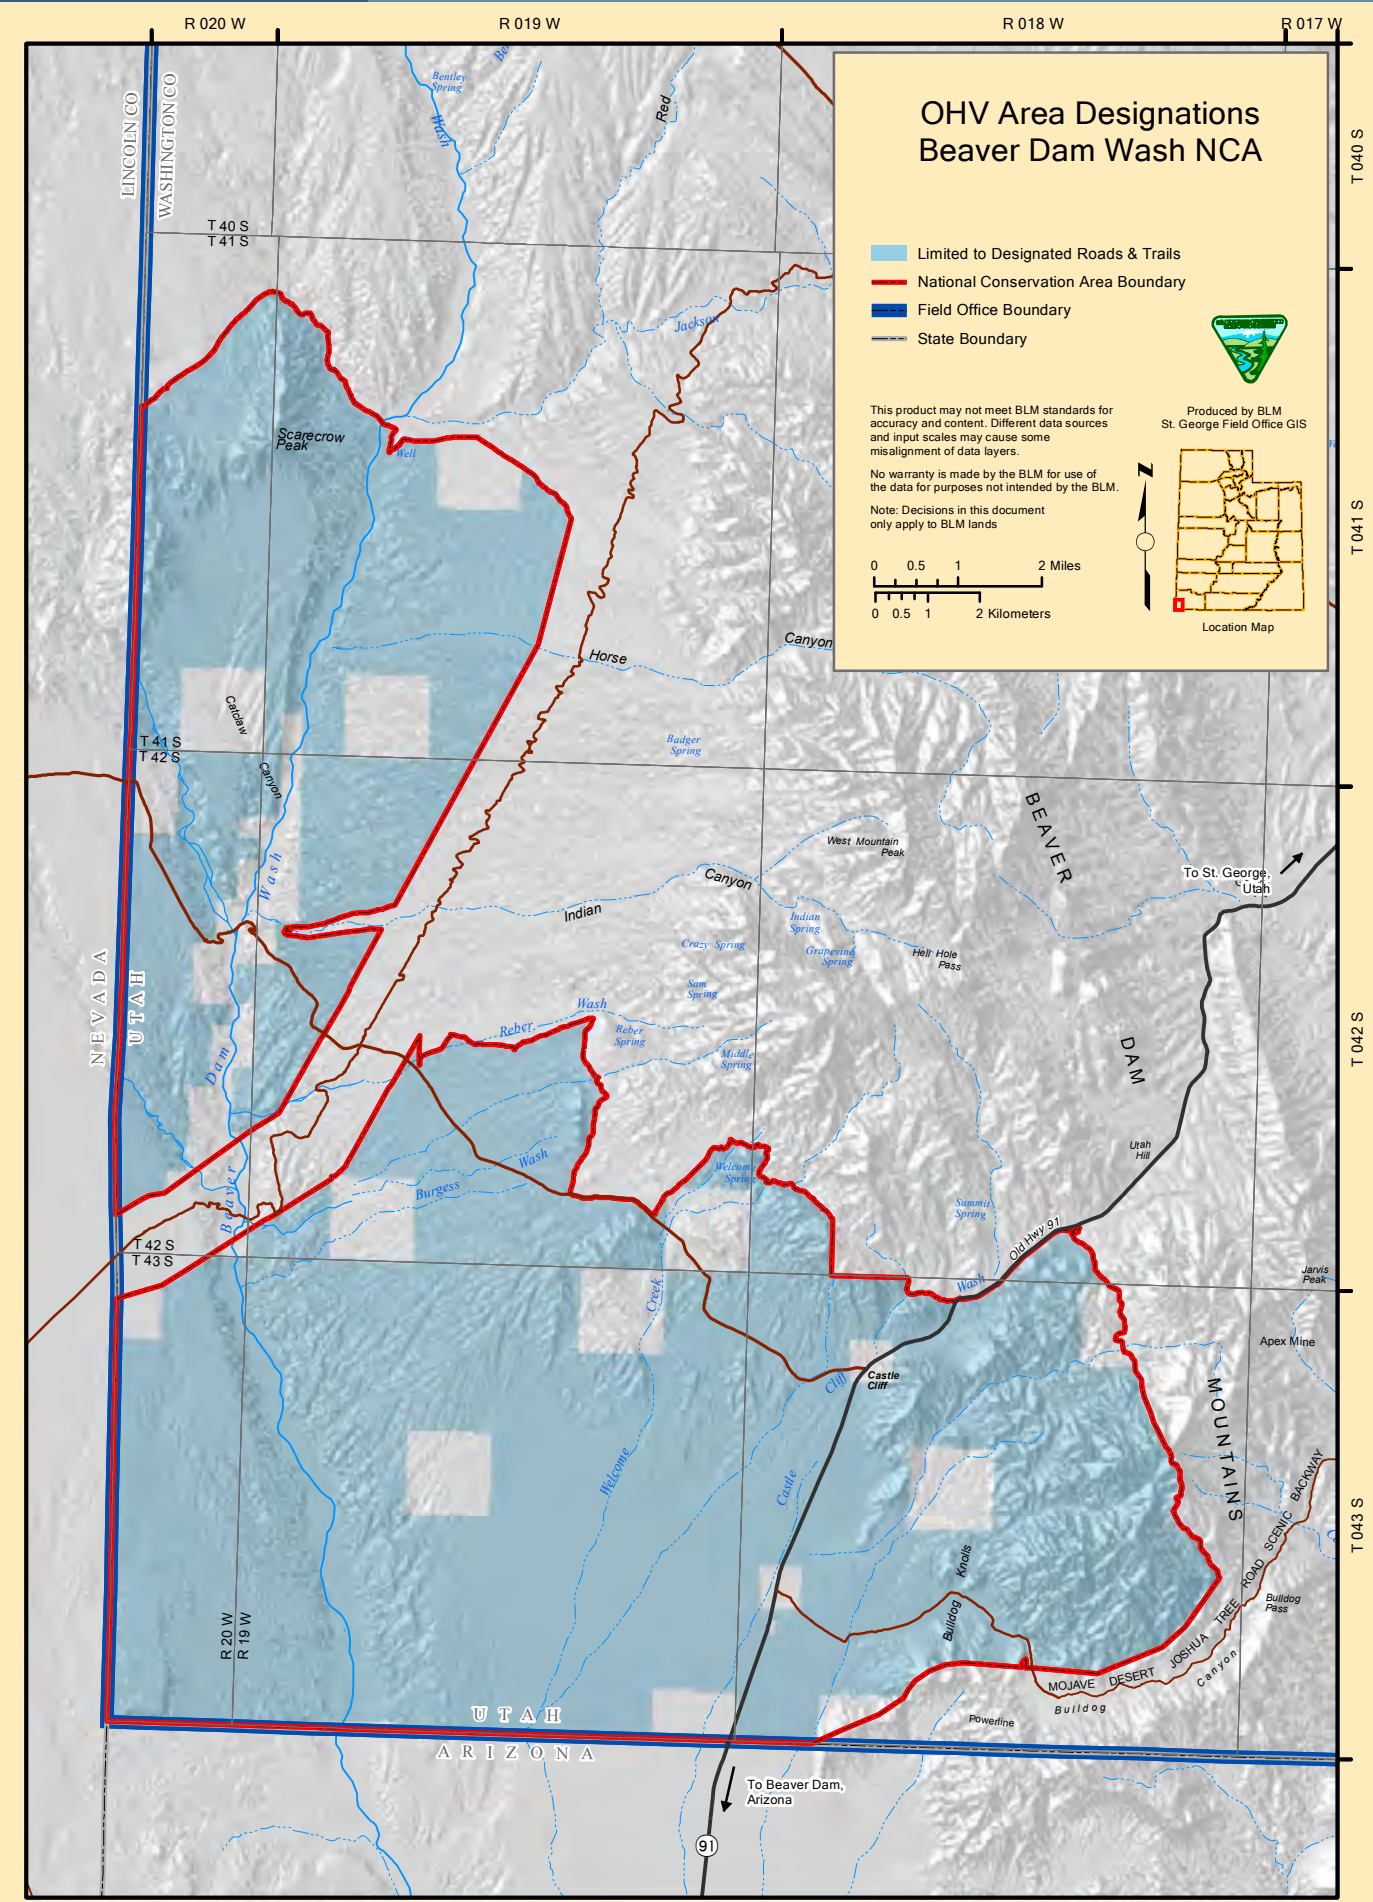 R 020 W
R 019 W
R 018 W
R 017 W
T 040 S
T 041 S
T 042 S
T 043 S
OHV Area Designations
Beaver Dam Wash NCA
Limited to Designated Roads & Trails
National Conservation Area Boundary
Field Office Boundary
State Boundary
This product may not meet BLM standards for
accuracy and content. Different data sources
and input scales may cause some
misalignment of data layers.
No warranty is made by the BLM for use of
the data for purposes not intended by the BLM.
Note: Decisions in this document
only apply to BLM lands
Produced by BLM
St. George Field Office GIS
N
0 0.5 1 2 Miles
0 0.5 1 2 Kilometers
Location Map
LINCOLN CO
WASHINGTON CO
Bentley
Spring
Wash
Red
T 40 S
T 41 S
Jackson
Scarecrow
Peak
Well
Horse
Canyon
Catclaw
Canyon
T 41 S
T 42 S
Badger
Spring
BEAVER
West Mountain
Peak
To St. George,
Utah
Wash
Canyon
Indian
Indian
Spring
Crazy Spring
Grapevine
Spring
Hell Hole
Pass
Sam
Spring
NEVADA
UTAH
Wash
Reber
Reber
Spring
Middle
Spring
DAM
Dam
Utah
Hill
Wash
Burgess
Welcome
Spring
Beaver
Summit
Spring
Old Hwy 91
T 42 S
T 43 S
Wash
Creek
Jarvis
Peak
Apex Mine
Castle
Cliff
Cliff
MOUNTAINS
Welcome
Castle
Knolls
Bulldog
BACKWAY
SCENIC
ROAD
TREE
JOSHUA
DESERT
MOJAVE
Bulldog
Pass
Canyon
Bulldog
R 20 W
R 19 W
Powerline
UTAH
ARIZONA
To Beaver Dam,
Arizona
91